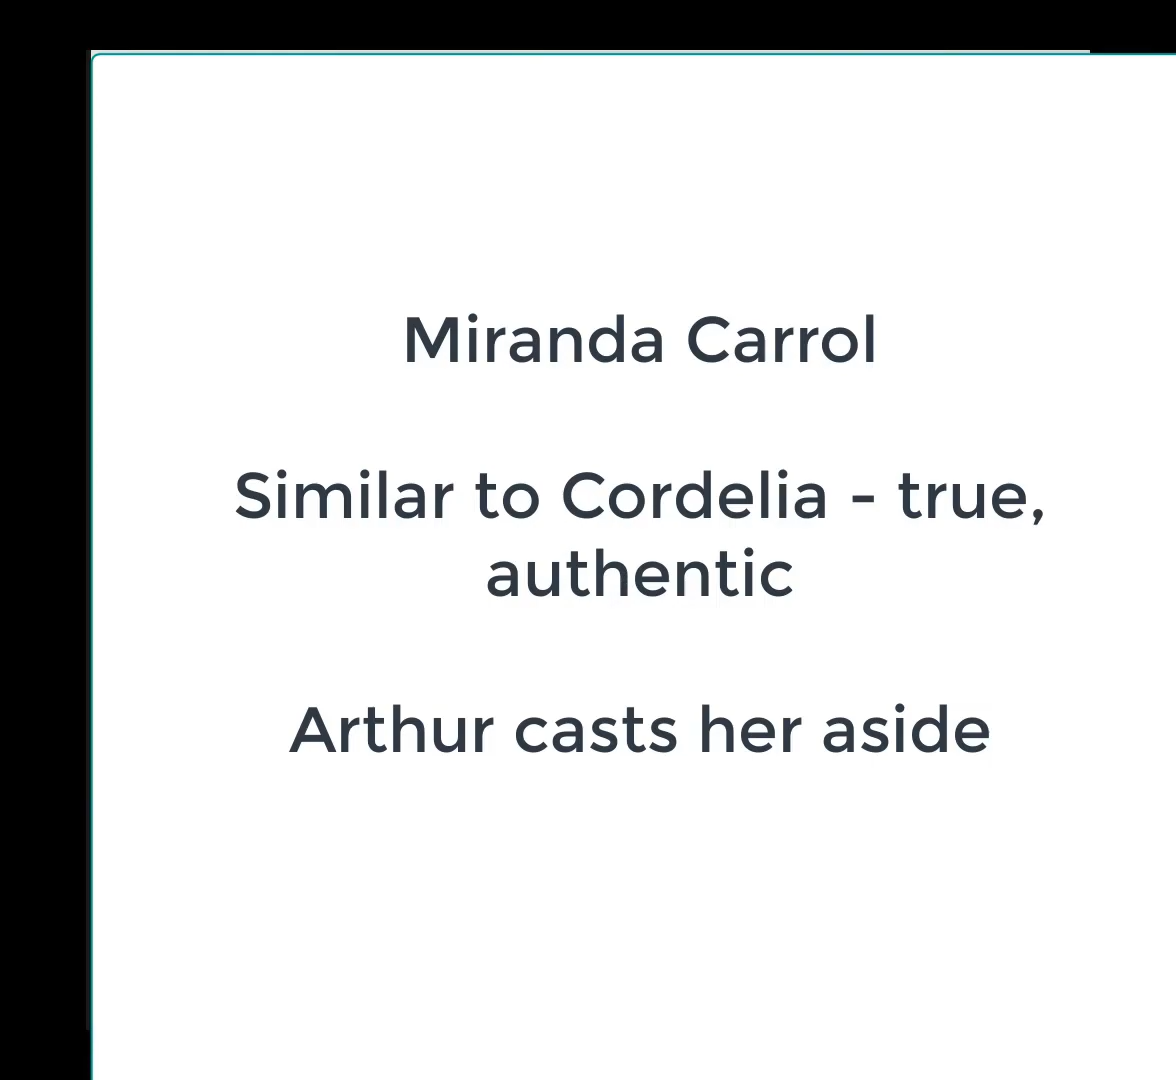 Miranda Carrol
Similar to Cordelia - true,
authentic
Arthur casts her aside